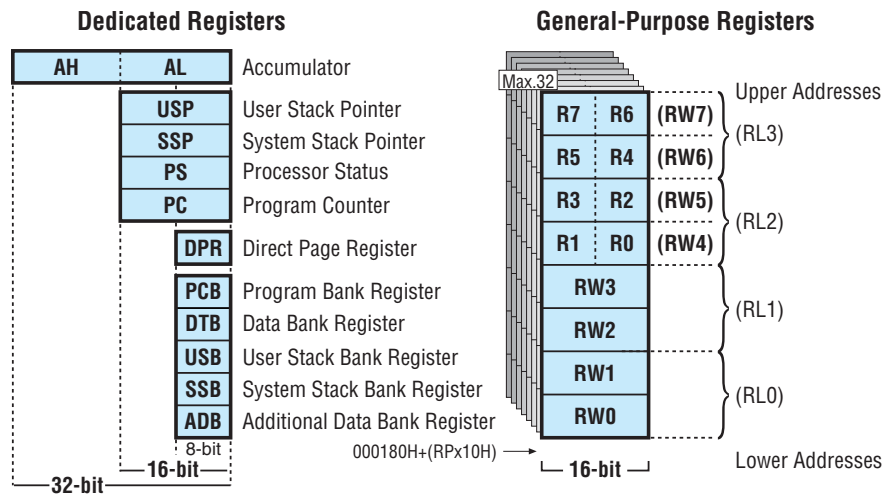 Dedicated Registers
AH AL Accumulator
USP User Stack Pointer
SSP System Stack Pointer
PS Processor Status
PC Program Counter
DPR Direct Page Register
PCB Program Bank Register
DTB Data Bank Register
USB User Stack Bank Register
SSB System Stack Bank Register
ADB Additional Data Bank Register
8-bit
16-bit
32-bit
General-Purpose Registers
Max.32
Upper Addresses
R7 R6 (RW7)
(RL3)
R5 R4 (RW6)
R3 R2 (RW5)
(RL2)
R1 R0 (RW4)
RW3
(RL1)
RW2
RW1
(RL0)
RW0
000180H+(RPx10H)
16-bit
Lower Addresses